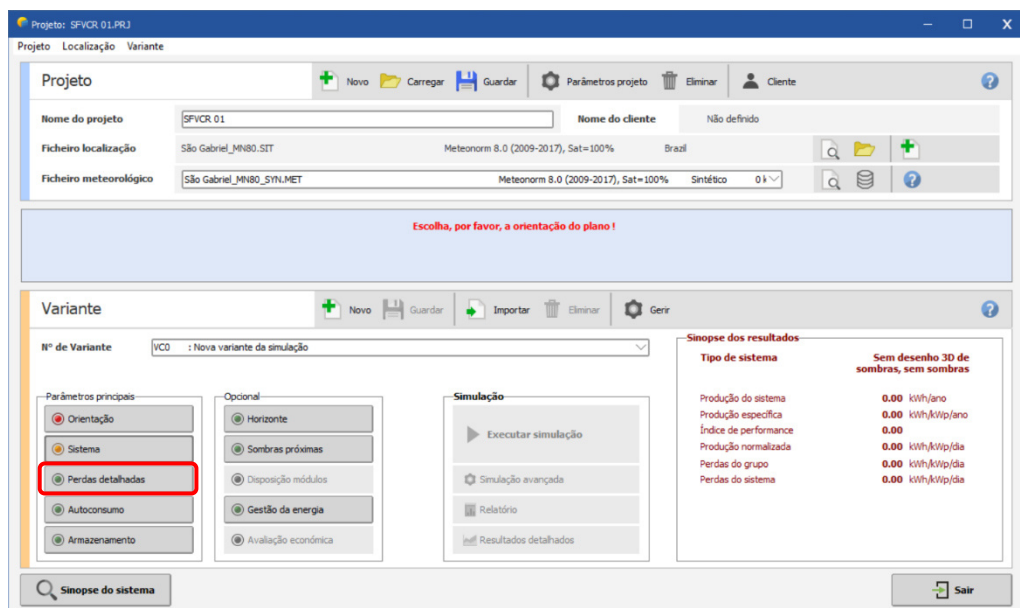 Projeto: SFVCR 01.PRJ
Projeto Localização Variante
Projeto Novo Carregar Guardar Parâmetros projeto Eliminar Cliente
Nome do projeto SFVCR 01 Nome do cliente Não definido
Ficheiro localização São Gabriel_MN80.SIT Meteonorm 8.0 (2009-2017), Sat=100% Brazil
Ficheiro meteorológico São Gabriel_MN80_SYN.MET Meteonorm 8.0 (2009-2017), Sat=100% Sintético 0 k
Escolha, por favor, a orientação do plano !
Variante Novo Guardar Importar Eliminar Gerir
Nº de Variante VC0 : Nova variante da simulação
Parâmetros principais
Orientação
Sistema
Perdas detalhadas
Autoconsumo
Armazenamento
Opcional
Horizonte
Sombras próximas
Disposição módulos
Gestão da energia
Avaliação económica
Simulação
Executar simulação
Simulação avançada
Relatório
Resultados detalhados
Sinopse dos resultados
Tipo de sistema Sem desenho 3D de
sombras, sem sombras
Produção do sistema 0.00 kWh/ano
Produção específica 0.00 kWh/kWp/ano
Índice de performance 0.00
Produção normalizada 0.00 kWh/kWp/dia
Perdas do grupo 0.00 kWh/kWp/dia
Perdas do sistema 0.00 kWh/kWp/dia
Sinopse do sistema
Sair